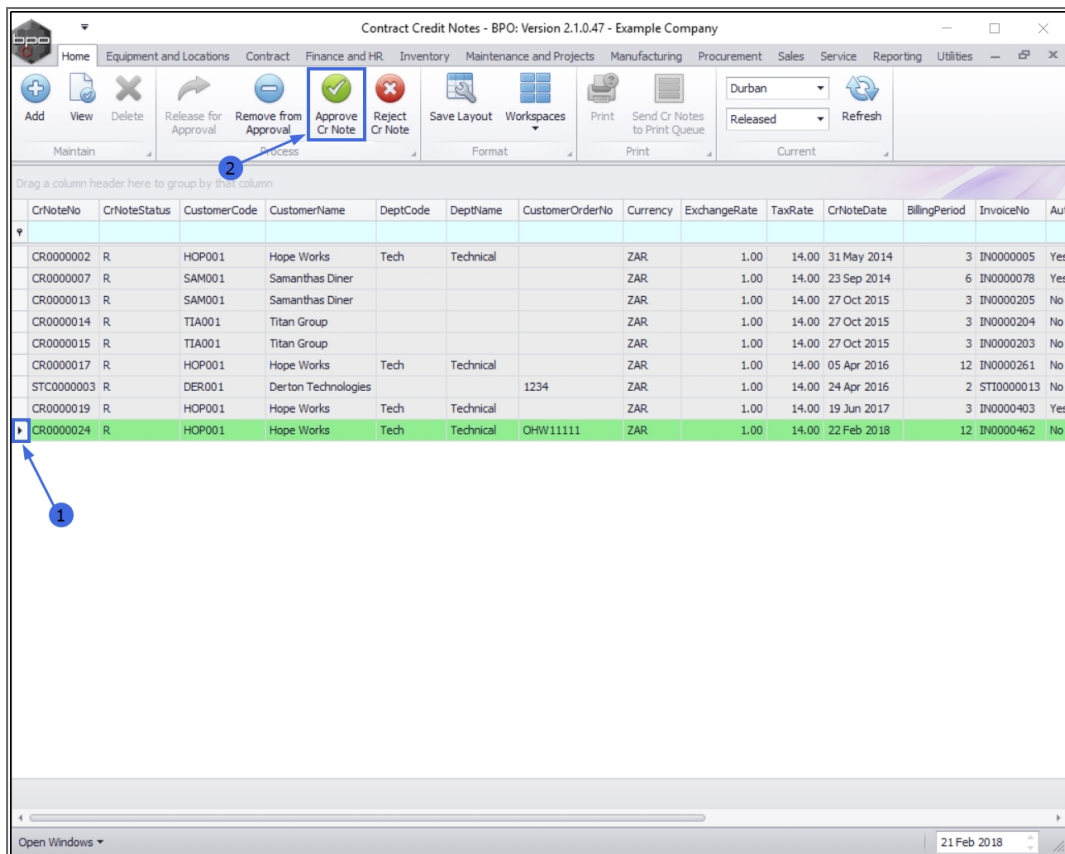 bpo
Contract Credit Notes - BPO: Version 2.1.0.47 - Example Company
Home Equipment and Locations Contract Finance and HR Inventory Maintenance and Projects Manufacturing Procurement Sales Service Reporting Utilities
Add View Delete Release for Approval Remove from Approval Approve Cr Note Reject Cr Note Save Layout Workspaces Print Send Cr Notes to Print Queue Durban Released Refresh
Maintain Process Format Print Current
2
Drag a column header here to group by that column
CrNoteNo CrNoteStatus CustomerCode CustomerName DeptCode DeptName CustomerOrderNo Currency ExchangeRate TaxRate CrNoteDate BillingPeriod InvoiceNo Aut
CR0000002 R HOP001 Hope Works Tech Technical ZAR 1.00 14.00 31 May 2014 3 IN0000005 Yes
CR0000007 R SAM001 Samanthas Diner ZAR 1.00 14.00 23 Sep 2014 6 IN0000078 Yes
CR0000013 R SAM001 Samanthas Diner ZAR 1.00 14.00 27 Oct 2015 3 IN0000205 No
CR0000014 R TIA001 Titan Group ZAR 1.00 14.00 27 Oct 2015 3 IN0000204 No
CR0000015 R TIA001 Titan Group ZAR 1.00 14.00 27 Oct 2015 3 IN0000203 No
CR0000017 R HOP001 Hope Works Tech Technical ZAR 1.00 14.00 05 Apr 2016 12 IN0000261 No
STC0000003 R DER001 Derton Technologies 1234 ZAR 1.00 14.00 24 Apr 2016 2 STI0000013 No
CR0000019 R HOP001 Hope Works Tech Technical ZAR 1.00 14.00 19 Jun 2017 3 IN0000403 Yes
CR0000024 R HOP001 Hope Works Tech Technical OHW11111 ZAR 1.00 14.00 22 Feb 2018 12 IN0000462 No
1
Open Windows 21 Feb 2018